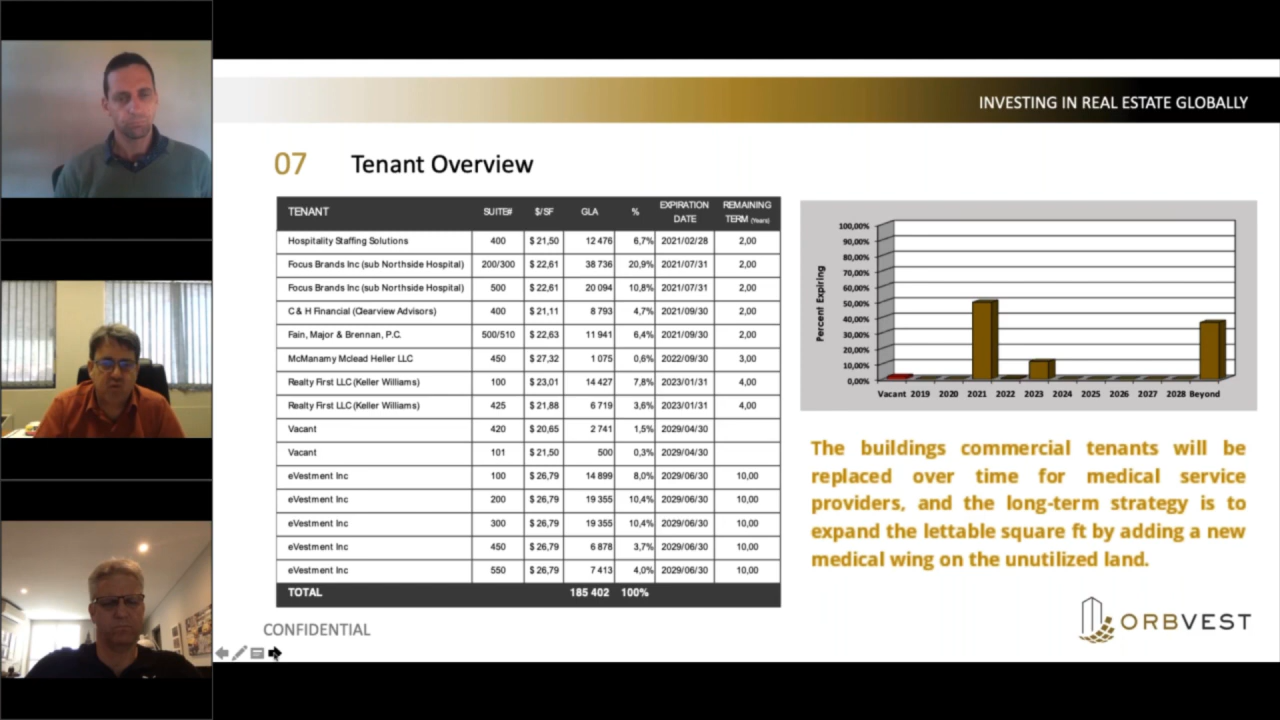 INVESTING IN REAL ESTATE GLOBALLY
07 Tenant Overview
TENANT SUITE# $/SF GLA % EXPIRATION DATE REMAINING TERM (Years)
Hospitality Staffing Solutions 400 $ 21,50 12 476 6,7% 2021/02/28 2,00
Focus Brands Inc (sub Northside Hospital) 200/300 $ 22,61 38 736 20,9% 2021/07/31 2,00
Focus Brands Inc (sub Northside Hospital) 500 $ 22,61 20 094 10,8% 2021/07/31 2,00
C & H Financial (Clearview Advisors) 400 $ 21,11 8 793 4,7% 2021/09/30 2,00
Fain, Major & Brennan, P.C. 500/510 $ 22,63 11 941 6,4% 2021/09/30 2,00
McManamy Mclead Heller LLC 450 $ 27,32 1 075 0,6% 2022/09/30 3,00
Realty First LLC (Keller Williams) 100 $ 23,01 14 427 7,8% 2023/01/31 4,00
Realty First LLC (Keller Williams) 425 $ 21,88 6 719 3,6% 2023/01/31 4,00
Vacant 420 $ 20,65 2 741 1,5% 2029/04/30
Vacant 101 $ 21,50 500 0,3% 2029/04/30
eVestment Inc 100 $ 26,79 14 899 8,0% 2029/06/30 10,00
eVestment Inc 200 $ 26,79 19 355 10,4% 2029/06/30 10,00
eVestment Inc 300 $ 26,79 19 355 10,4% 2029/06/30 10,00
eVestment Inc 450 $ 26,79 6 878 3,7% 2029/06/30 10,00
eVestment Inc 550 $ 26,79 7 413 4,0% 2029/06/30 10,00
TOTAL 185 402 100%
Percent Expiring
100,00%
90,00%
80,00%
70,00%
60,00%
50,00%
40,00%
30,00%
20,00%
10,00%
0,00%
Vacant 2019 2020 2021 2022 2023 2024 2025 2026 2027 2028 Beyond
The buildings commercial tenants will be
replaced over time for medical service
providers, and the long-term strategy is to
expand the lettable square ft by adding a new
medical wing on the unutilized land.
ORBVEST
CONFIDENTIAL